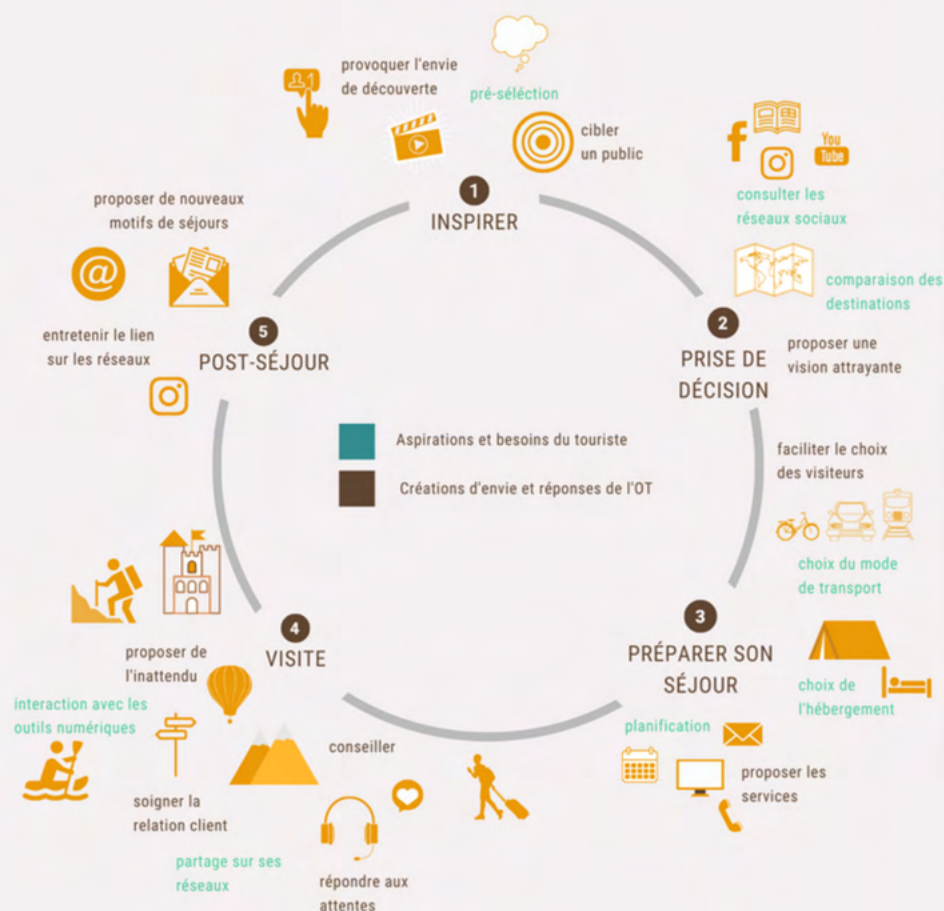 provoquer l'envie
de découverte
pré-séléction
cibler
un public
1
INSPIRER
f
You
Tube
consulter les
réseaux sociaux
comparaison des
destinations
2
PRISE DE
DÉCISION
proposer une
vision attrayante
faciliter le choix
des visiteurs
choix du mode
de transport
3
PRÉPARER SON
SÉJOUR
choix de
l'hébergement
planification
proposer les
services
4
VISITE
proposer de
l'inattendu
interaction avec les
outils numériques
conseiller
soigner la
relation client
partage sur ses
réseaux
répondre aux
attentes
5
POST-SÉJOUR
proposer de nouveaux
motifs de séjours
@
entretenir le lien
sur les réseaux
Aspirations et besoins du touriste
Créations d'envie et réponses de l'OT
1